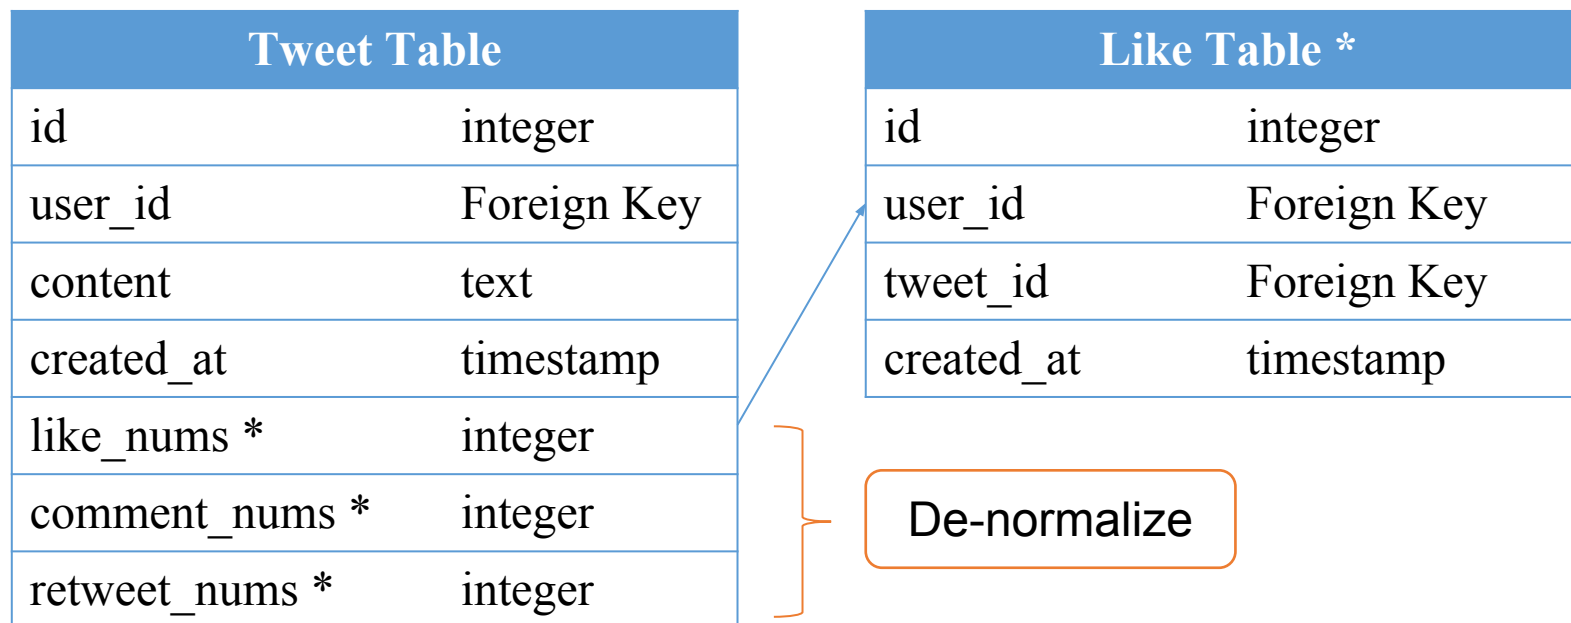 Tweet Table
id integer
user_id Foreign Key
content text
created_at timestamp
like_nums * integer
comment_nums * integer
retweet_nums * integer
Like Table *
id integer
user_id Foreign Key
tweet_id Foreign Key
created_at timestamp
De-normalize